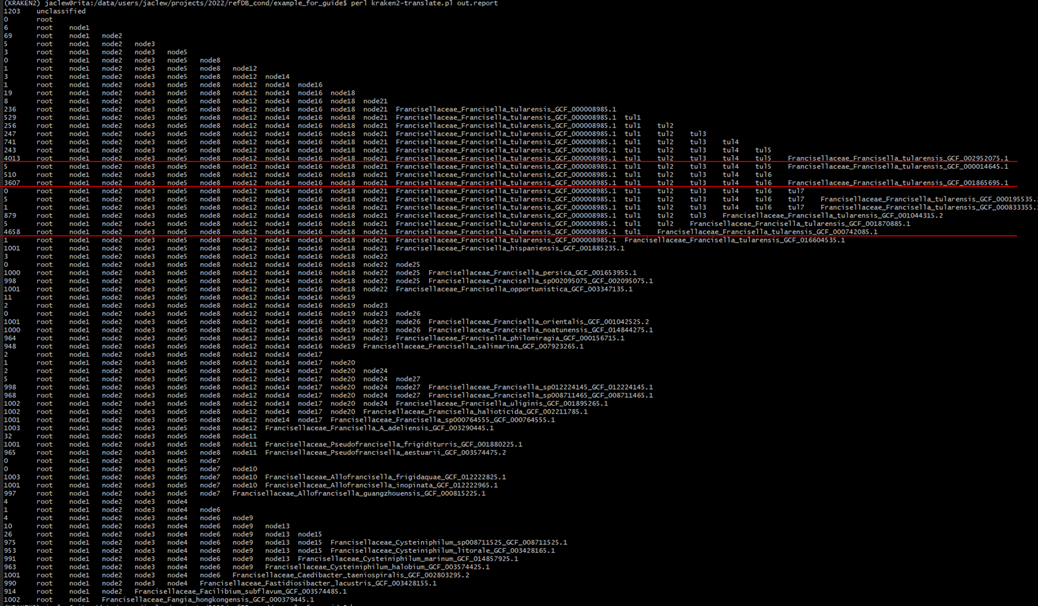 (KRAKEN2) jaclew@rita:/data/users/jaclew/projects/2022/refDB_cond/example_for_guide$ perl kraken2-translate.pl out.report
1203 unclassified
0 root
6 root node1
69 root node1 node2
5 root node1 node2 node3
3 root node1 node2 node3 node5
0 root node1 node2 node3 node5 node8
1 root node1 node2 node3 node5 node8 node12
3 root node1 node2 node3 node5 node8 node12 node14
1 root node1 node2 node3 node5 node8 node12 node14 node16
19 root node1 node2 node3 node5 node8 node12 node14 node16 node18
8 root node1 node2 node3 node5 node8 node12 node14 node16 node18 node21
236 root node1 node2 node3 node5 node8 node12 node14 node16 node18 node21 Francisellaceae_Francisella_tularensis_GCF_000008985.1
529 root node1 node2 node3 node5 node8 node12 node14 node16 node18 node21 Francisellaceae_Francisella_tularensis_GCF_000008985.1 tul1
256 root node1 node2 node3 node5 node8 node12 node14 node16 node18 node21 Francisellaceae_Francisella_tularensis_GCF_000008985.1 tul1 tul2
247 root node1 node2 node3 node5 node8 node12 node14 node16 node18 node21 Francisellaceae_Francisella_tularensis_GCF_000008985.1 tul1 tul2 tul3
741 root node1 node2 node3 node5 node8 node12 node14 node16 node18 node21 Francisellaceae_Francisella_tularensis_GCF_000008985.1 tul1 tul2 tul3 tul4
243 root node1 node2 node3 node5 node8 node12 node14 node16 node18 node21 Francisellaceae_Francisella_tularensis_GCF_000008985.1 tul1 tul2 tul3 tul4 tul5
4013 root node1 node2 node3 node5 node8 node12 node14 node16 node18 node21 Francisellaceae_Francisella_tularensis_GCF_000008985.1 tul1 tul2 tul3 tul4 tul5 Francisellaceae_Francisella_tularensis_GCF_002952075.1
5 root node1 node2 node3 node5 node8 node12 node14 node16 node18 node21 Francisellaceae_Francisella_tularensis_GCF_000008985.1 tul1 tul2 tul3 tul4 tul5 Francisellaceae_Francisella_tularensis_GCF_000014645.1
510 root node1 node2 node3 node5 node8 node12 node14 node16 node18 node21 Francisellaceae_Francisella_tularensis_GCF_000008985.1 tul1 tul2 tul3 tul4 tul6
3607 root node1 node2 node3 node5 node8 node12 node14 node16 node18 node21 Francisellaceae_Francisella_tularensis_GCF_000008985.1 tul1 tul2 tul3 tul4 tul6 Francisellaceae_Francisella_tularensis_GCF_001865695.1
root node1 node2 node3 node5 node8 node12 node14 node16 node18 node21 Francisellaceae_Francisella_tularensis_GCF_000008985.1 tul1 tul2 tul3 tul4 tul6 tul7
5 root node1 node2 node3 node5 node8 node12 node14 node16 node18 node21 Francisellaceae_Francisella_tularensis_GCF_000008985.1 tul1 tul2 tul3 tul4 tul6 tul7 Francisellaceae_Francisella_tularensis_GCF_000195535.
1 root node1 node2 node3 node5 node8 node12 node14 node16 node18 node21 Francisellaceae_Francisella_tularensis_GCF_000008985.1 tul1 tul2 tul3 tul4 tul6 tul7 Francisellaceae_Francisella_tularensis_GCF_000833355.
879 root node1 node2 node3 node5 node8 node12 node14 node16 node18 node21 Francisellaceae_Francisella_tularensis_GCF_000008985.1 tul1 tul2 tul3 Francisellaceae_Francisella_tularensis_GCF_001044315.2
5 root node1 node2 node3 node5 node8 node12 node14 node16 node18 node21 Francisellaceae_Francisella_tularensis_GCF_000008985.1 tul1 tul2 Francisellaceae_Francisella_tularensis_GCF_001870885.1
4658 root node1 node2 node3 node5 node8 node12 node14 node16 node18 node21 Francisellaceae_Francisella_tularensis_GCF_000008985.1 tul1 Francisellaceae_Francisella_tularensis_GCF_000742085.1
1 root node1 node2 node3 node5 node8 node12 node14 node16 node18 node21 Francisellaceae_Francisella_tularensis_GCF_000008985.1 Francisellaceae_Francisella_tularensis_GCF_016604535.1
1001 root node1 node2 node3 node5 node8 node12 node14 node16 node18 node21 Francisellaceae_Francisella_hispaniensis_GCF_001885235.1
3 root node1 node2 node3 node5 node8 node12 node14 node16 node18 node22
0 root node1 node2 node3 node5 node8 node12 node14 node16 node18 node22 node25
1000 root node1 node2 node3 node5 node8 node12 node14 node16 node18 node22 node25 Francisellaceae_Francisella_persica_GCF_001653955.1
998 root node1 node2 node3 node5 node8 node12 node14 node16 node18 node22 node25 Francisellaceae_Francisella_sp002095075_GCF_002095075.1
1001 root node1 node2 node3 node5 node8 node12 node14 node16 node18 node22 Francisellaceae_Francisella_opportunistica_GCF_003347135.1
11 root node1 node2 node3 node5 node8 node12 node14 node16 node19
2 root node1 node2 node3 node5 node8 node12 node14 node16 node19 node23
0 root node1 node2 node3 node5 node8 node12 node14 node16 node19 node23 node26
1001 root node1 node2 node3 node5 node8 node12 node14 node16 node19 node23 node26 Francisellaceae_Francisella_orientalis_GCF_001042525.2
1000 root node1 node2 node3 node5 node8 node12 node14 node16 node19 node23 node26 Francisellaceae_Francisella_noatunensis_GCF_014844275.1
964 root node1 node2 node3 node5 node8 node12 node14 node16 node19 node23 Francisellaceae_Francisella_philomiragia_GCF_000156715.1
948 root node1 node2 node3 node5 node8 node12 node14 node16 node19 Francisellaceae_Francisella_salimarina_GCF_007923265.1
2 root node1 node2 node3 node5 node8 node12 node14 node17
1 root node1 node2 node3 node5 node8 node12 node14 node17 node20
2 root node1 node2 node3 node5 node8 node12 node14 node17 node20 node24
5 root node1 node2 node3 node5 node8 node12 node14 node17 node20 node24 node27
998 root node1 node2 node3 node5 node8 node12 node14 node17 node20 node24 node27 Francisellaceae_Francisella_sp012224145_GCF_012224145.1
968 root node1 node2 node3 node5 node8 node12 node14 node17 node20 node24 node27 Francisellaceae_Francisella_sp008711465_GCF_008711465.1
1002 root node1 node2 node3 node5 node8 node12 node14 node17 node20 node24 Francisellaceae_Francisella_uliginis_GCF_001895265.1
1002 root node1 node2 node3 node5 node8 node12 node14 node17 node20 Francisellaceae_Francisella_halioticida_GCF_002211785.1
1001 root node1 node2 node3 node5 node8 node12 node14 node17 Francisellaceae_Francisella_sp000764555_GCF_000764555.1
1003 root node1 node2 node3 node5 node8 node12 Francisellaceae_Francisella_A_adeliensis_GCF_003290445.1
32 root node1 node2 node3 node5 node8 node11
1001 root node1 node2 node3 node5 node8 node11 Francisellaceae_Pseudofrancisella_frigiditurris_GCF_001880225.1
965 root node1 node2 node3 node5 node8 node11 Francisellaceae_Pseudofrancisella_aestuarii_GCF_003574475.2
0 root node1 node2 node3 node5 node7
0 root node1 node2 node3 node5 node7 node10
1003 root node1 node2 node3 node5 node7 node10 Francisellaceae_Allofrancisella_frigidaquae_GCF_012222825.1
1001 root node1 node2 node3 node5 node7 node10 Francisellaceae_Allofrancisella_inopinata_GCF_012222965.1
997 root node1 node2 node3 node5 node7 Francisellaceae_Allofrancisella_guangzhouensis_GCF_000815225.1
4 root node1 node2 node3 node4
1 root node1 node2 node3 node4 node6
4 root node1 node2 node3 node4 node6 node9
10 root node1 node2 node3 node4 node6 node9 node13
26 root node1 node2 node3 node4 node6 node9 node13 node15
975 root node1 node2 node3 node4 node6 node9 node13 node15 Francisellaceae_Cysteiniphilum_sp008711525_GCF_008711525.1
953 root node1 node2 node3 node4 node6 node9 node13 node15 Francisellaceae_Cysteiniphilum_litorale_GCF_003428165.1
991 root node1 node2 node3 node4 node6 node9 node13 Francisellaceae_Cysteiniphilum_marinum_GCF_014857925.1
963 root node1 node2 node3 node4 node6 node9 Francisellaceae_Cysteiniphilum_halobium_GCF_003574425.1
1001 root node1 node2 node3 node4 node6 Francisellaceae_Caedibacter_taeniospiralis_GCF_002803295.2
990 root node1 node2 node3 node4 Francisellaceae_Fastidiosibacter_lacustris_GCF_003428155.1
914 root node1 node2 Francisellaceae_Facilibium_subflavum_GCF_003574485.1
1002 root node1 Francisellaceae_Fangia_hongkongensis_GCF_000379445.1